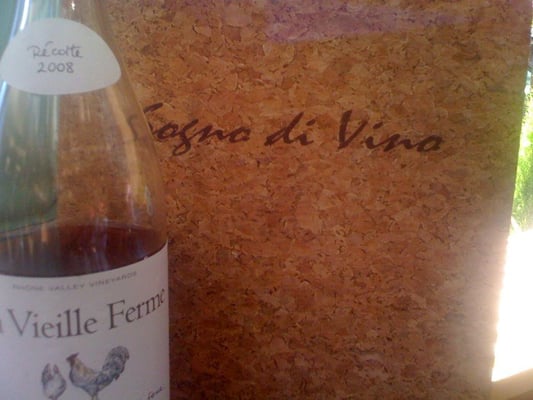 Récolte
2008
Sogno di Vino
RHONE VALLEY VINEYARDS
Vieille Ferme